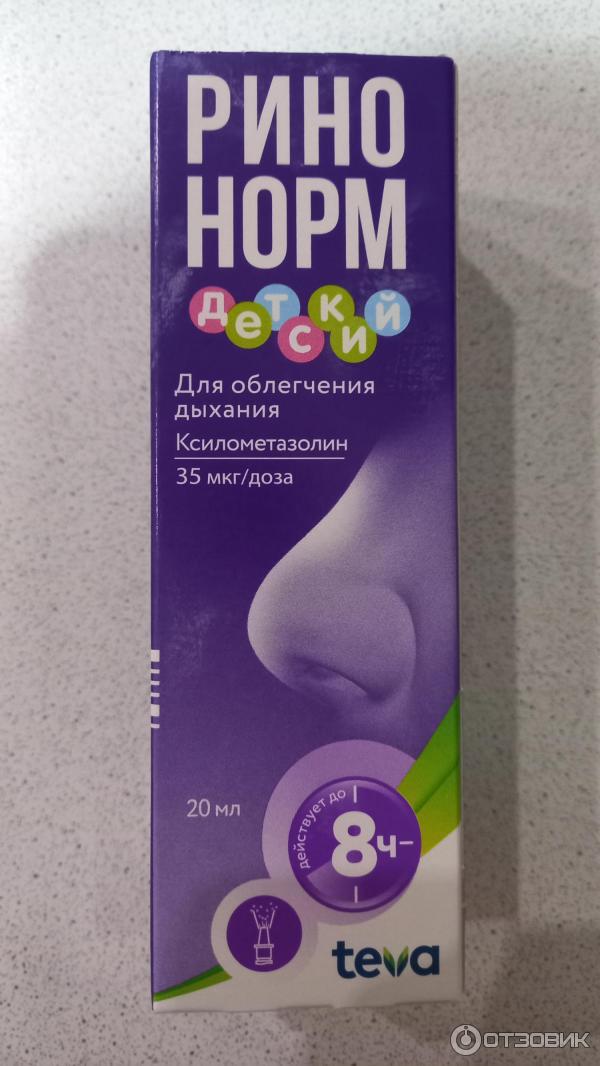 РИНО
НОРМ
детский
Для облегчения
дыхания
Ксилометазолин
35 мкг/доза
20 мл
действует до
8ч
teva
ОТЗОВИК